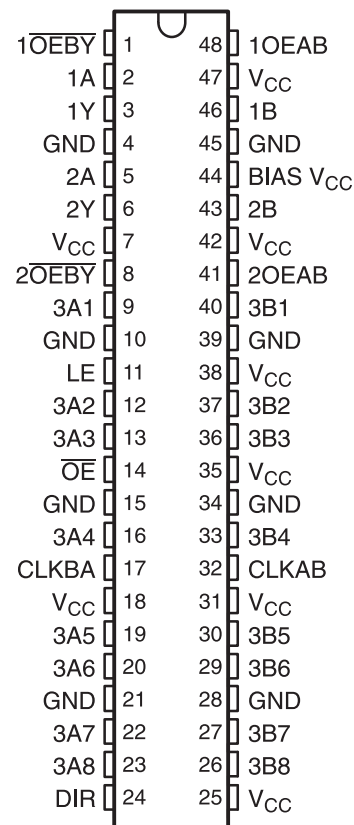 1O̅E̅B̅Y̅ 1 48 1OEAB
1A 2 47 VCC
1Y 3 46 1B
GND 4 45 GND
2A 5 44 BIAS VCC
2Y 6 43 2B
VCC 7 42 VCC
2O̅E̅B̅Y̅ 8 41 2OEAB
3A1 9 40 3B1
GND 10 39 GND
LE 11 38 VCC
3A2 12 37 3B2
3A3 13 36 3B3
O̅E̅ 14 35 VCC
GND 15 34 GND
3A4 16 33 3B4
CLKBA 17 32 CLKAB
VCC 18 31 VCC
3A5 19 30 3B5
3A6 20 29 3B6
GND 21 28 GND
3A7 22 27 3B7
3A8 23 26 3B8
DIR 24 25 VCC